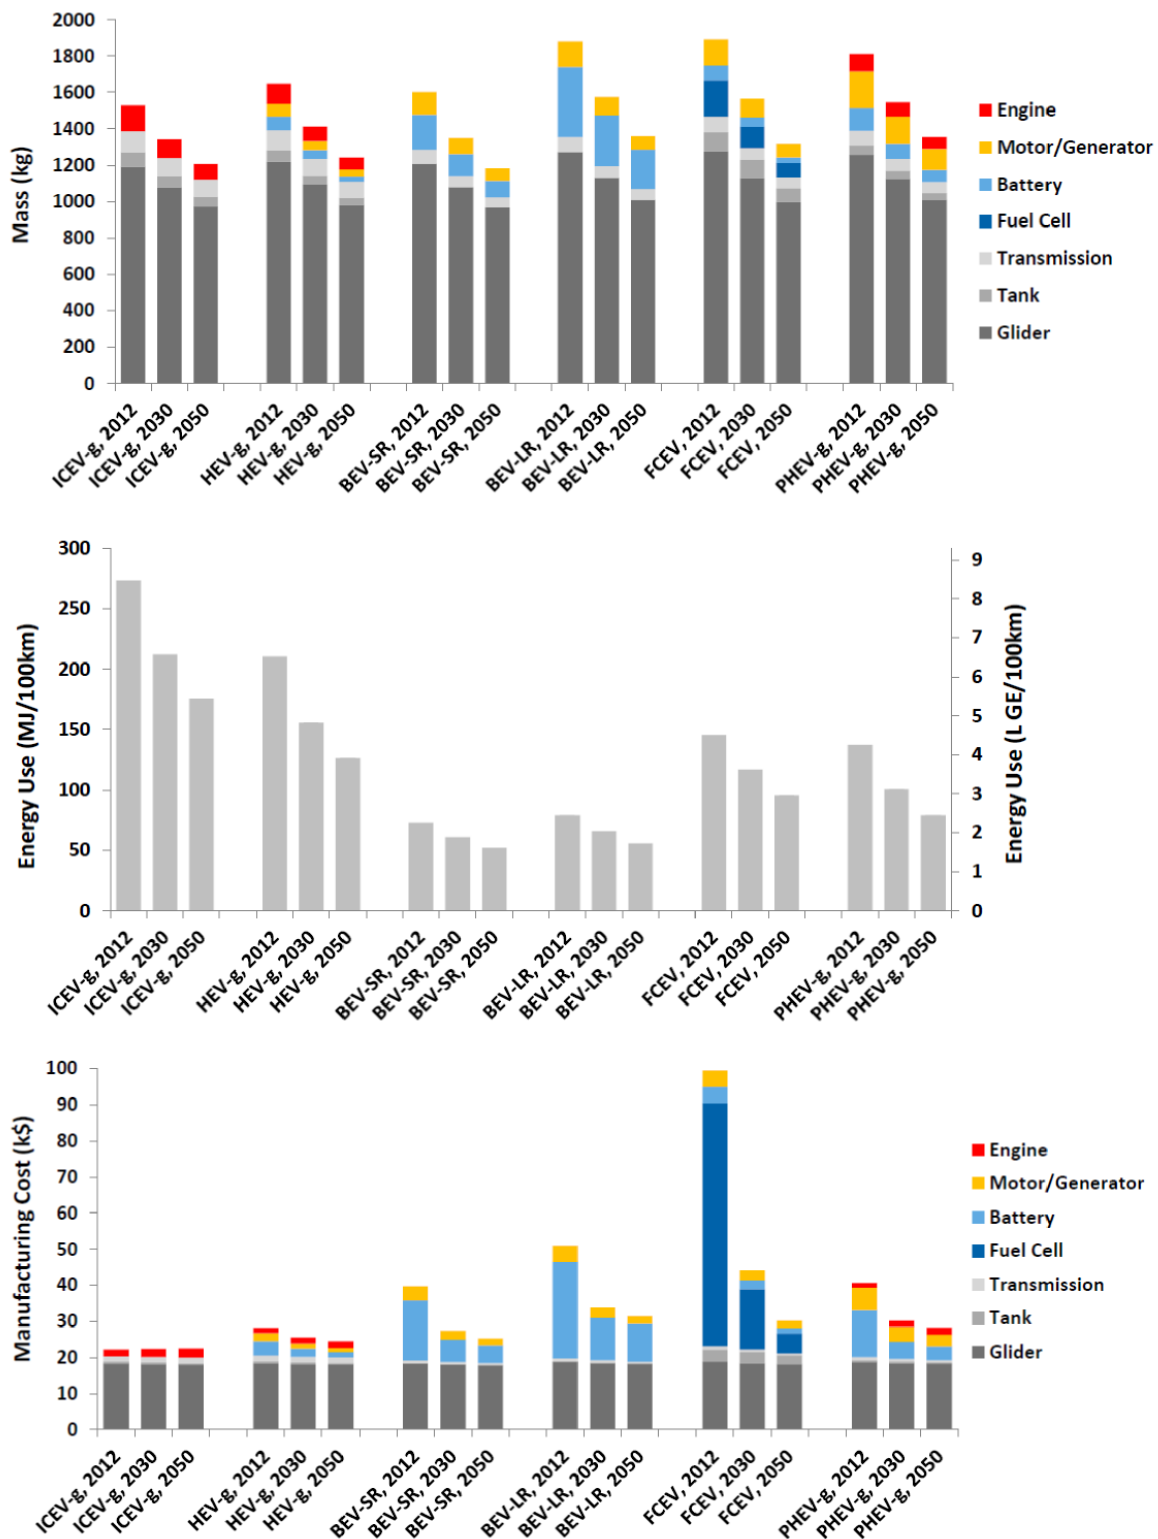 2000
1800
1600
1400
1200
1000
800
600
400
200
0
Mass (kg)
ICEV-g, 2012
ICEV-g, 2030
ICEV-g, 2050
HEV-g, 2012
HEV-g, 2030
HEV-g, 2050
BEV-SR, 2012
BEV-SR, 2030
BEV-SR, 2050
BEV-LR, 2012
BEV-LR, 2030
BEV-LR, 2050
FCEV, 2012
FCEV, 2030
FCEV, 2050
PHEV-g, 2012
PHEV-g, 2030
PHEV-g, 2050
Engine
Motor/Generator
Battery
Fuel Cell
Transmission
Tank
Glider
300
250
200
150
100
50
0
Energy Use (MJ/100km)
9
8
7
6
5
4
3
2
1
0
Energy Use (L GE/100km)
ICEV-g, 2012
ICEV-g, 2030
ICEV-g, 2050
HEV-g, 2012
HEV-g, 2030
HEV-g, 2050
BEV-SR, 2012
BEV-SR, 2030
BEV-SR, 2050
BEV-LR, 2012
BEV-LR, 2030
BEV-LR, 2050
FCEV, 2012
FCEV, 2030
FCEV, 2050
PHEV-g, 2012
PHEV-g, 2030
PHEV-g, 2050
100
90
80
70
60
50
40
30
20
10
0
Manufacturing Cost (k$)
ICEV-g, 2012
ICEV-g, 2030
ICEV-g, 2050
HEV-g, 2012
HEV-g, 2030
HEV-g, 2050
BEV-SR, 2012
BEV-SR, 2030
BEV-SR, 2050
BEV-LR, 2012
BEV-LR, 2030
BEV-LR, 2050
FCEV, 2012
FCEV, 2030
FCEV, 2050
PHEV-g, 2012
PHEV-g, 2030
PHEV-g, 2050
Engine
Motor/Generator
Battery
Fuel Cell
Transmission
Tank
Glider